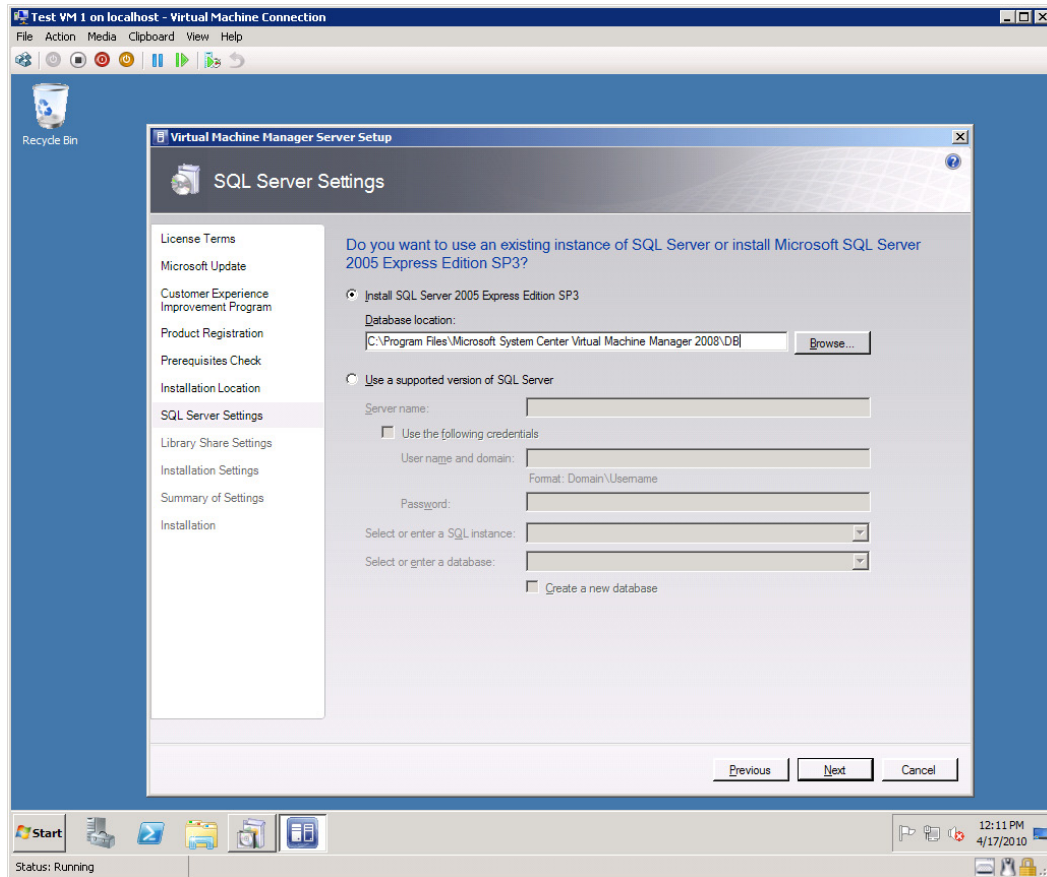 Test VM 1 on localhost - Virtual Machine Connection
File Action Media Clipboard View Help
Recycle Bin
Virtual Machine Manager Server Setup
SQL Server Settings
License Terms
Microsoft Update
Customer Experience
Improvement Program
Product Registration
Prerequisites Check
Installation Location
SQL Server Settings
Library Share Settings
Installation Settings
Summary of Settings
Installation
Do you want to use an existing instance of SQL Server or install Microsoft SQL Server
2005 Express Edition SP3?
Install SQL Server 2005 Express Edition SP3
Database location:
C:\Program Files\Microsoft System Center Virtual Machine Manager 2008\DB
Browse...
Use a supported version of SQL Server
Server name:
Use the following credentials
User name and domain:
Format: Domain\Username
Password:
Select or enter a SQL instance:
Select or enter a database:
Create a new database
Previous
Next
Cancel
Start
12:11 PM
4/17/2010
Status: Running